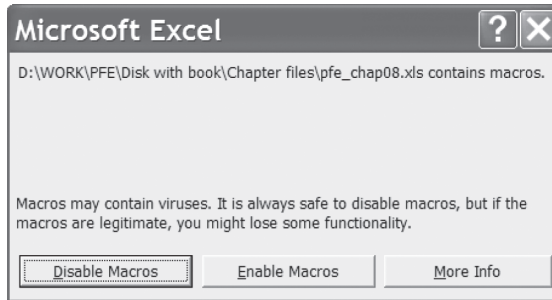 Microsoft Excel
?
D:\WORK\PFE\Disk with book\Chapter files\pfe_chap08.xls contains macros.
Macros may contain viruses. It is always safe to disable macros, but if the
macros are legitimate, you might lose some functionality.
Disable Macros
Enable Macros
More Info